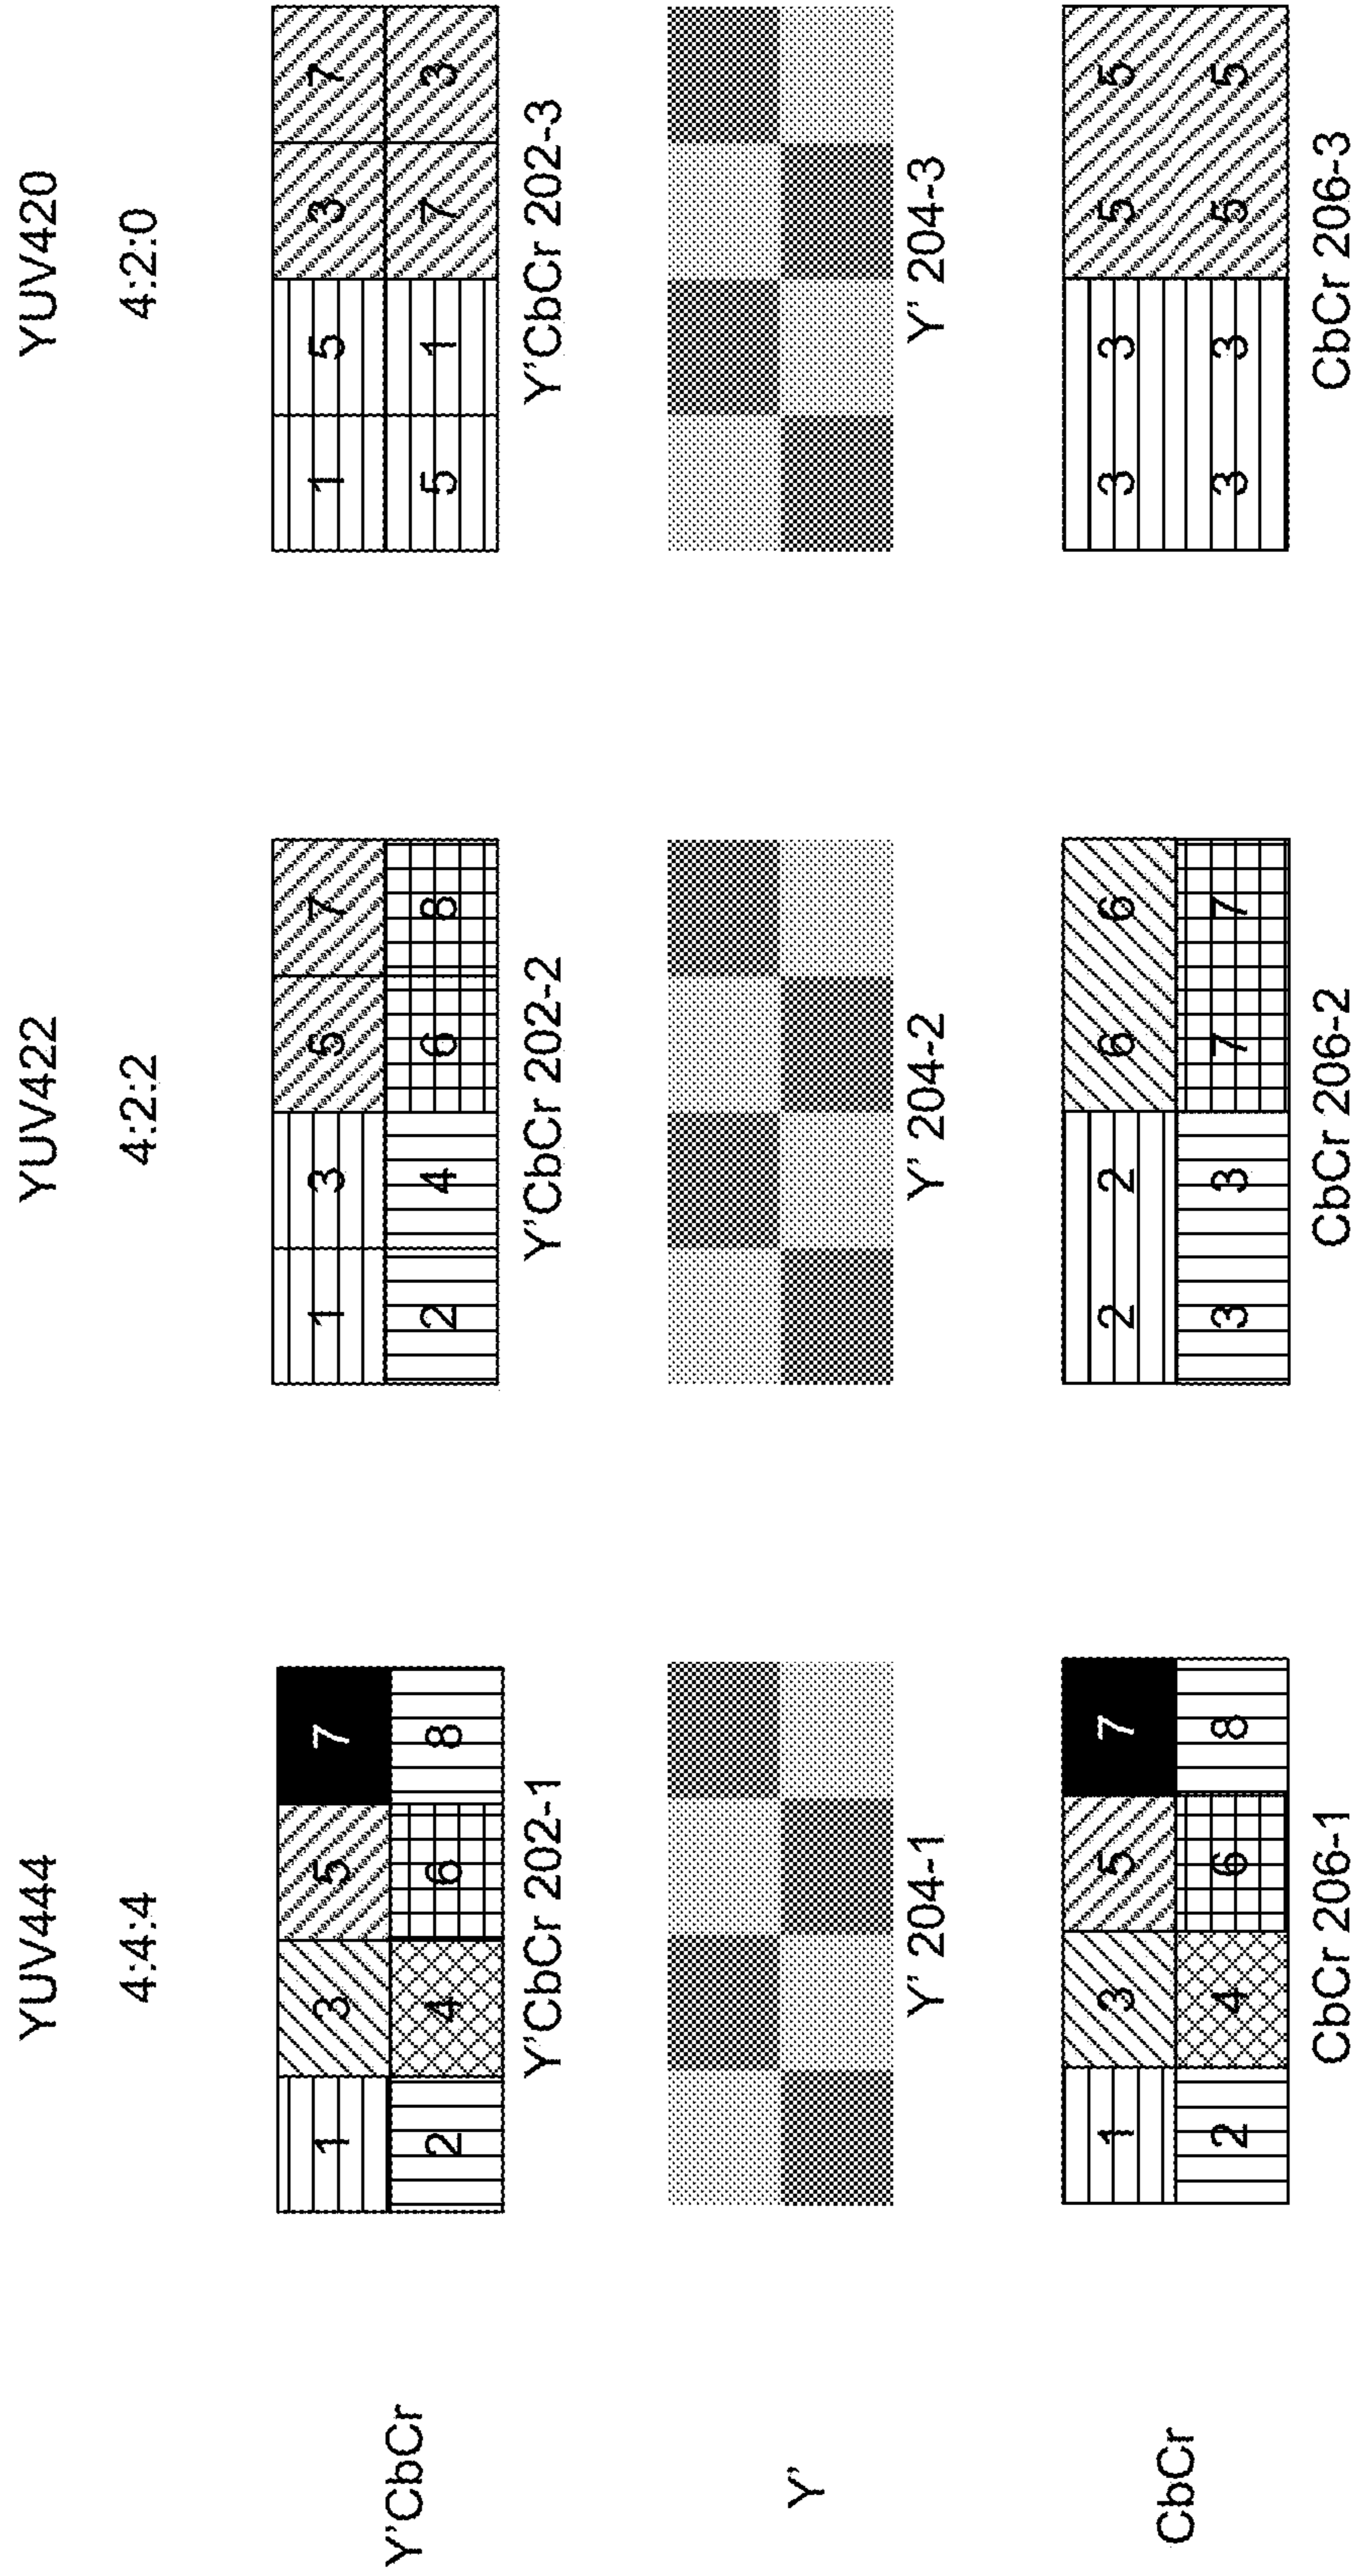 YUV444 YUV422 YUV420
4:4:4 4:2:2 4:2:0
Y'CbCr
1 3 5 7 1 3 5 7 1 5 3 7
2 4 6 8 2 4 6 8 5 1 7 3
Y'CbCr 202-1 Y'CbCr 202-2 Y'CbCr 202-3
Y'
Y' 204-1 Y' 204-2 Y' 204-3
CbCr
1 3 5 7 2 2 6 6 3 3 5 5
2 4 6 8 3 3 7 7 3 3 5 5
CbCr 206-1 CbCr 206-2 CbCr 206-3